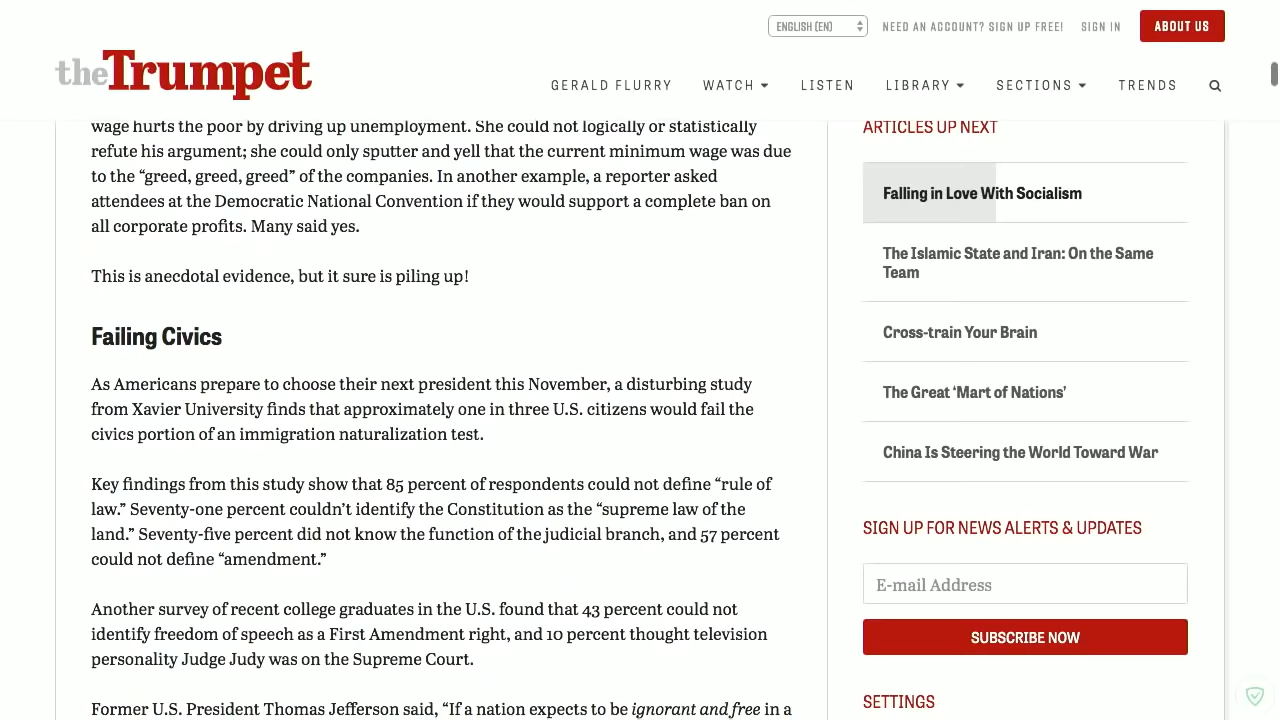 ENGLISH (EN)
NEED AN ACCOUNT? SIGN UP FREE!
SIGN IN
ABOUT US
theTrumpet
GERALD FLURRY
WATCH
LISTEN
LIBRARY
SECTIONS
TRENDS
wage hurts the poor by driving up unemployment. She could not logically or statistically
refute his argument; she could only sputter and yell that the current minimum wage was due
to the “greed, greed, greed” of the companies. In another example, a reporter asked
attendees at the Democratic National Convention if they would support a complete ban on
all corporate profits. Many said yes.
This is anecdotal evidence, but it sure is piling up!
Failing Civics
As Americans prepare to choose their next president this November, a disturbing study
from Xavier University finds that approximately one in three U.S. citizens would fail the
civics portion of an immigration naturalization test.
Key findings from this study show that 85 percent of respondents could not define “rule of
law.” Seventy-one percent couldn’t identify the Constitution as the “supreme law of the
land.” Seventy-five percent did not know the function of the judicial branch, and 57 percent
could not define “amendment.”
Another survey of recent college graduates in the U.S. found that 43 percent could not
identify freedom of speech as a First Amendment right, and 10 percent thought television
personality Judge Judy was on the Supreme Court.
Former U.S. President Thomas Jefferson said, “If a nation expects to be ignorant and free in a
ARTICLES UP NEXT
Falling in Love With Socialism
The Islamic State and Iran: On the Same
Team
Cross-train Your Brain
The Great ‘Mart of Nations’
China Is Steering the World Toward War
SIGN UP FOR NEWS ALERTS & UPDATES
E-mail Address
SUBSCRIBE NOW
SETTINGS